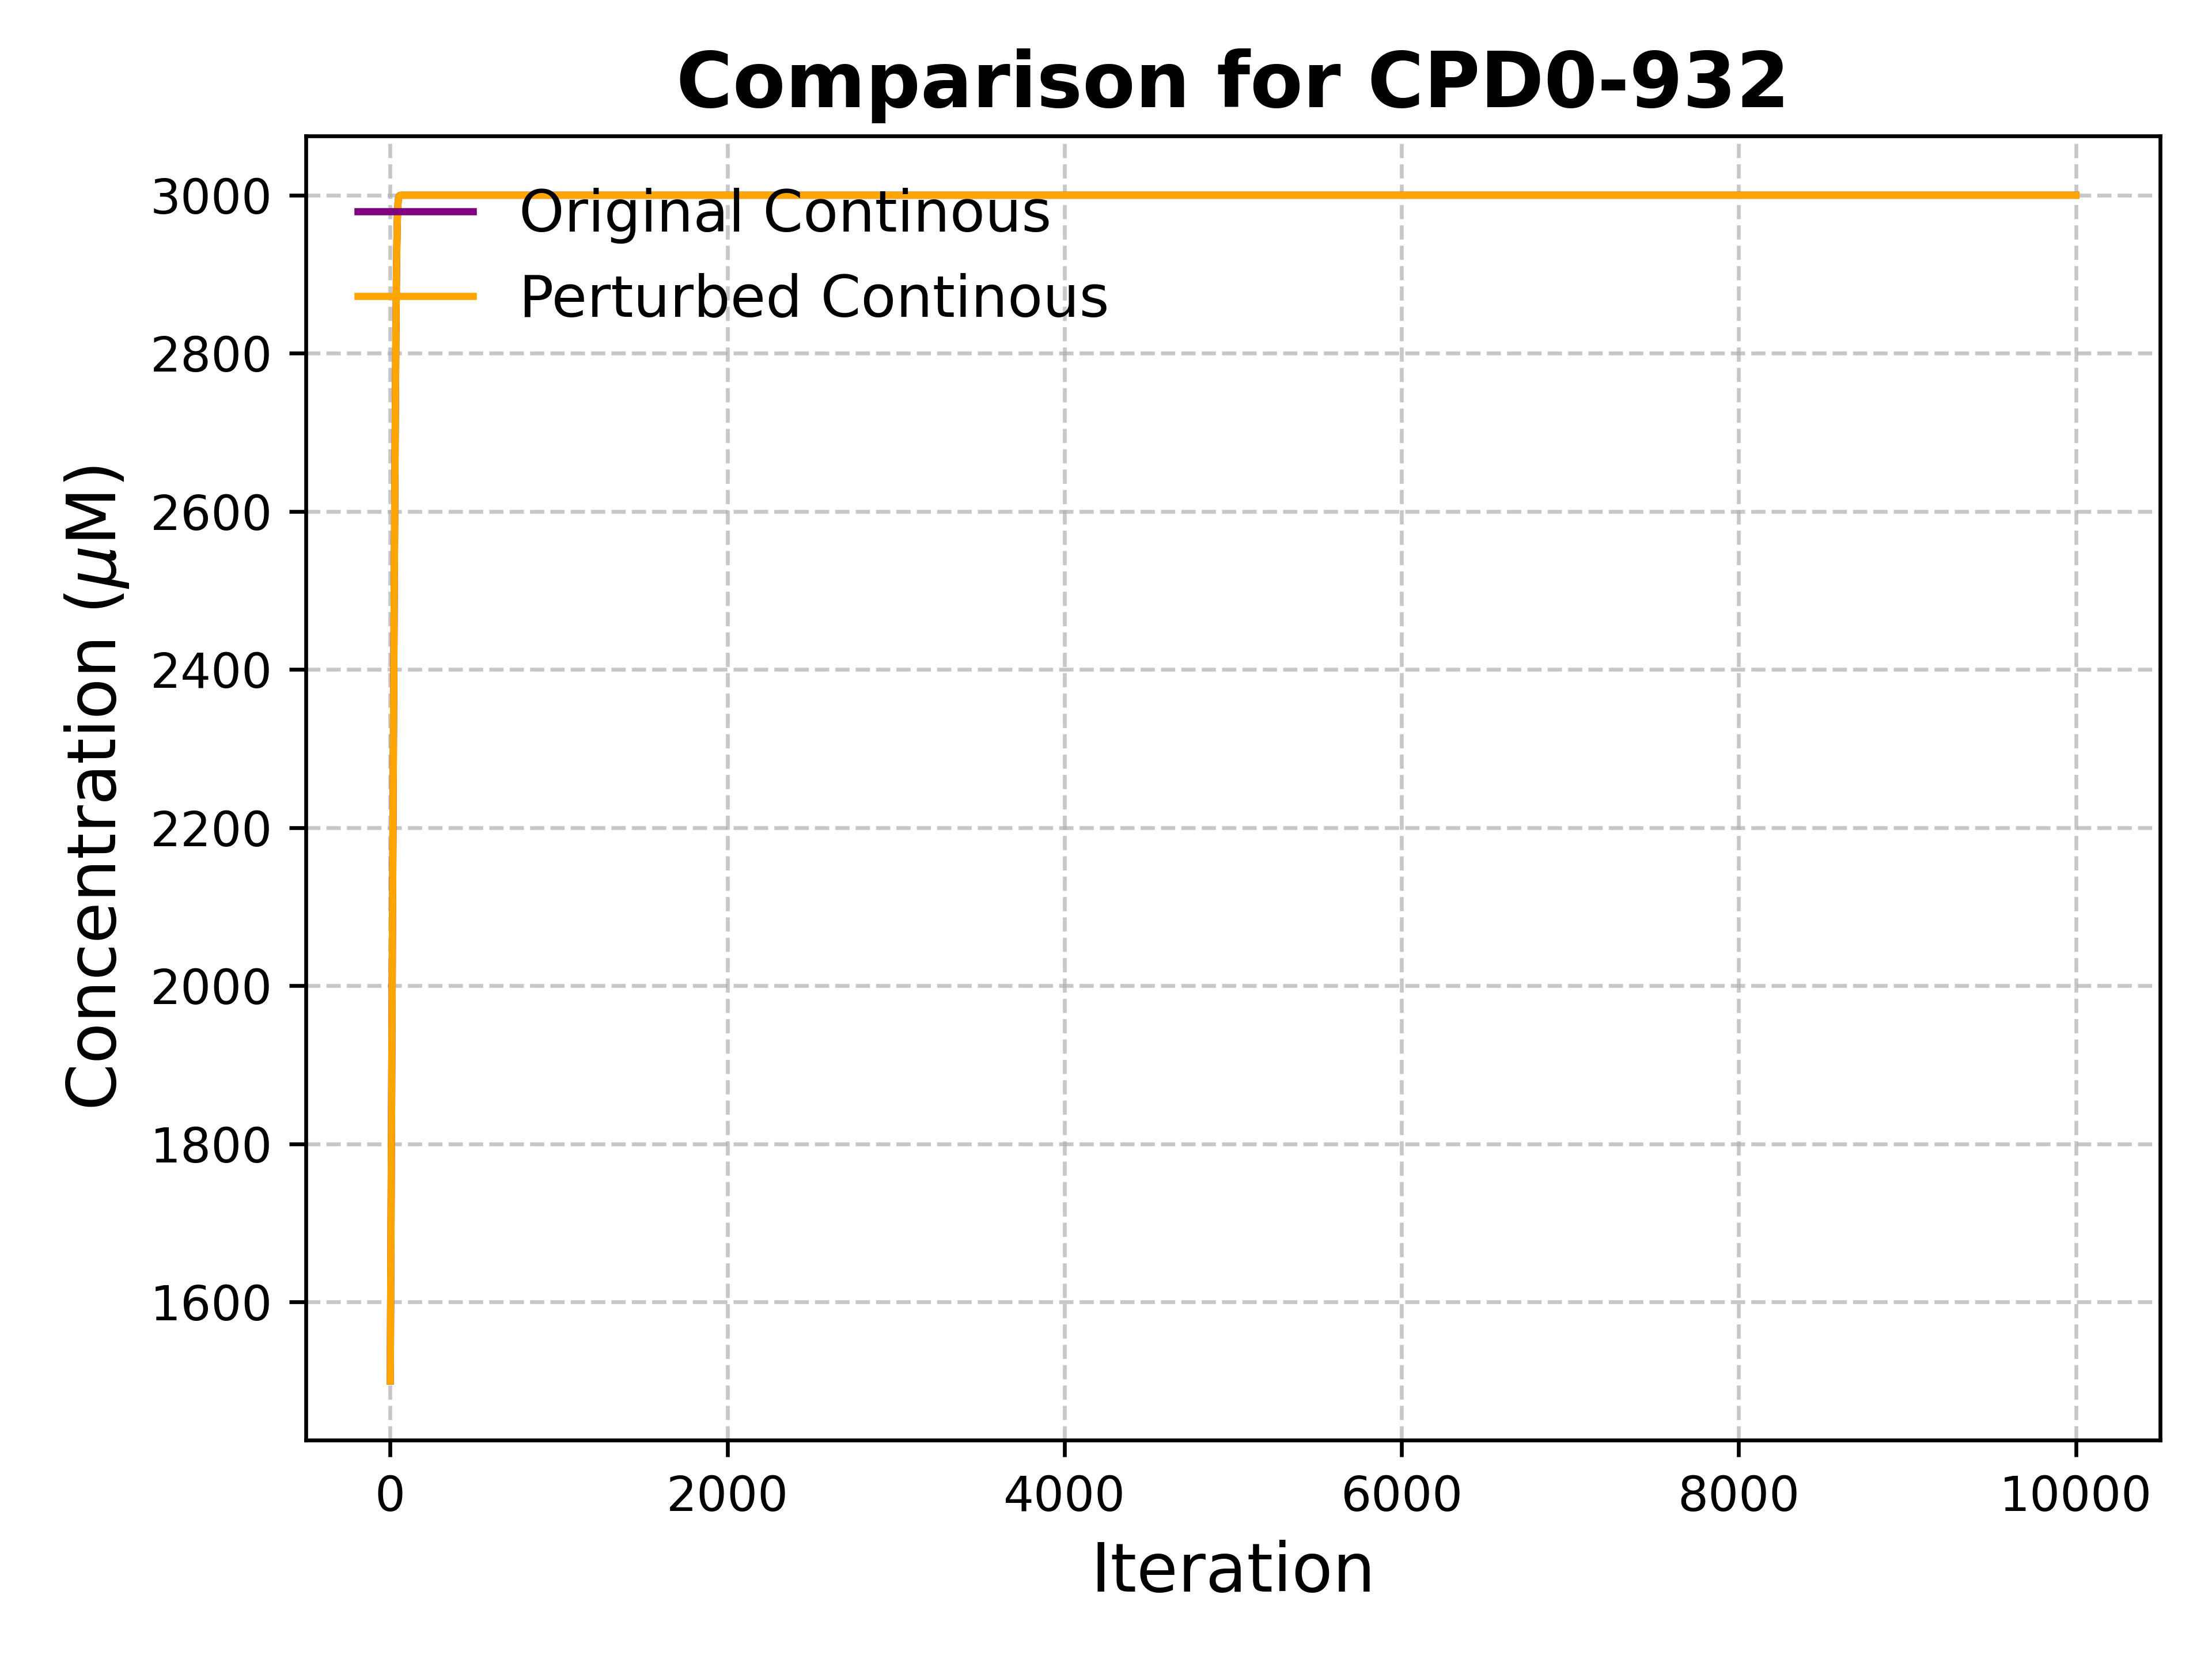 Comparison for CPD0-932
Concentration (μM)
3000
2800
2600
2400
2200
2000
1800
1600
Original Continous
Perturbed Continous
0 2000 4000 6000 8000 10000
Iteration